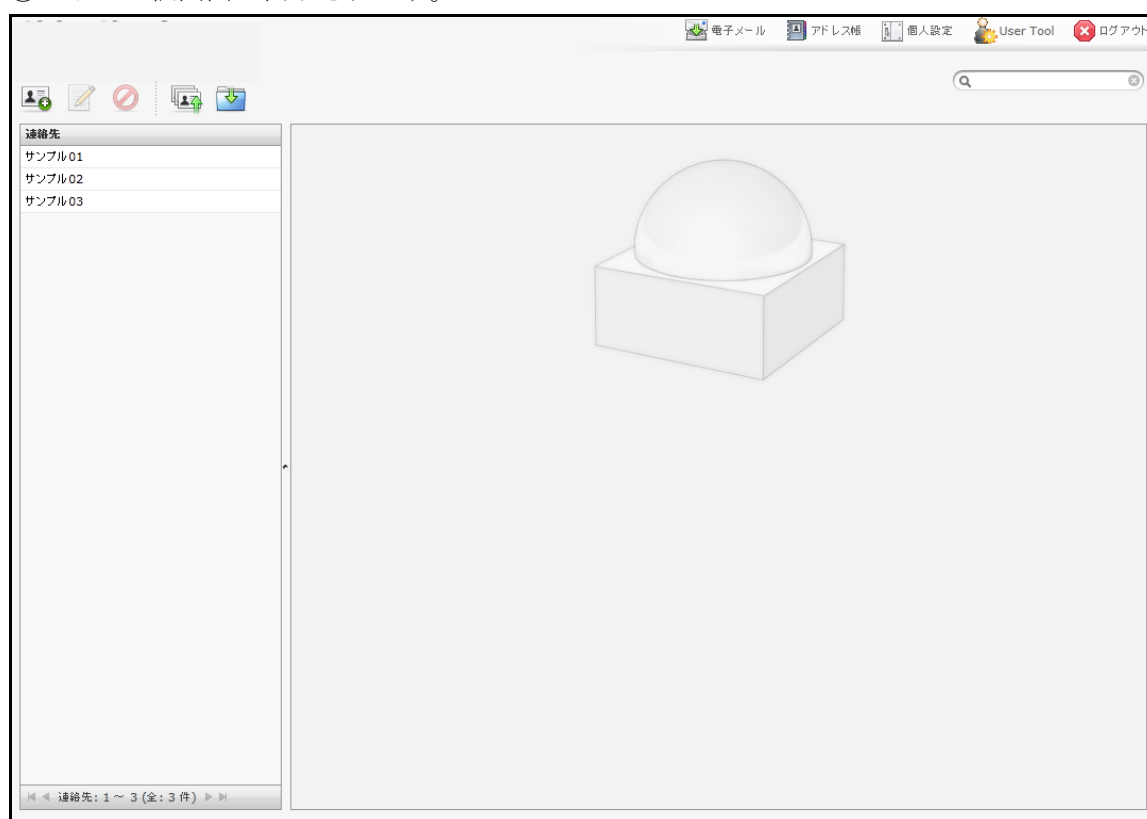 電子メール アドレス帳 個人設定 User Tool ログアウト
連絡先
サンプル01
サンプル02
サンプル03
連絡先: 1 ～ 3 (全: 3 件)